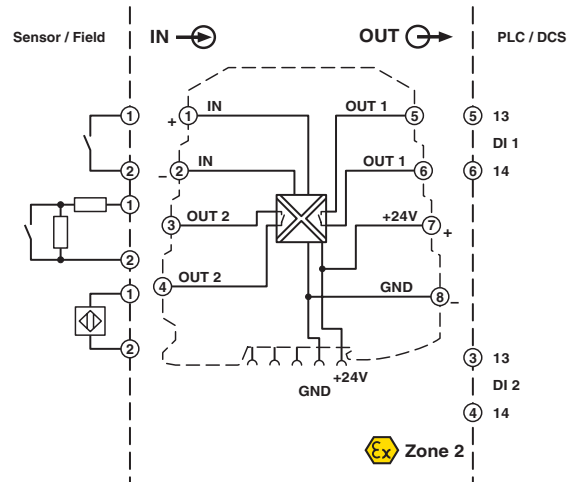 Sensor / Field
IN
OUT
PLC / DCS
1
2
1
2
1
2
+
1
IN
–
2
IN
3
OUT 2
4
OUT 2
OUT 1
5
OUT 1
6
+24V
7
+
GND
8
–
GND
+24V
5
13
DI 1
6
14
3
13
DI 2
4
14
Ex
Zone 2